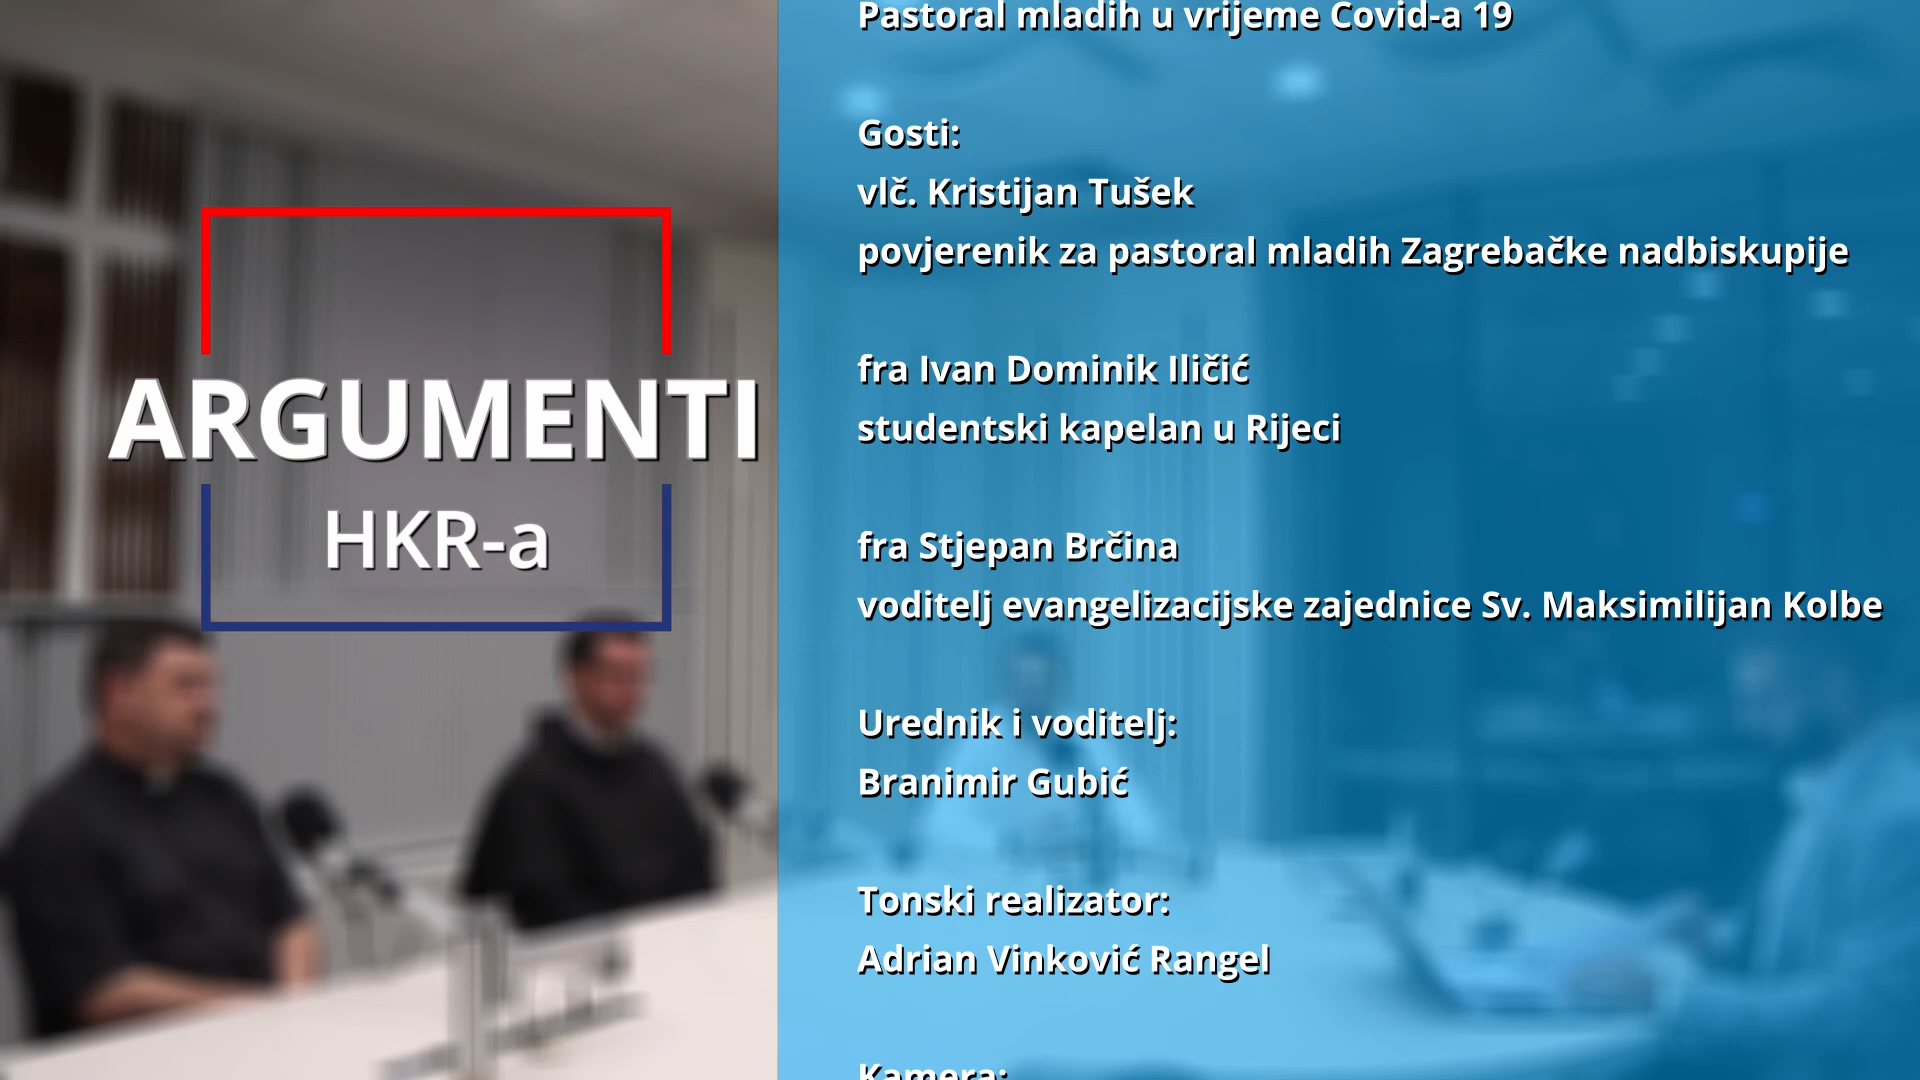 ARGUMENTI
HKR-a
Pastoral mladih u vrijeme Covid-a 19
Gosti:
vlč. Kristijan Tušek
povjerenik za pastoral mladih Zagrebačke nadbiskupije
fra Ivan Dominik Iličić
studentski kapelan u Rijeci
fra Stjepan Brčina
voditelj evangelizacijske zajednice Sv. Maksimilijan Kolbe
Urednik i voditelj:
Branimir Gubić
Tonski realizator:
Adrian Vinković Rangel
Kamera: